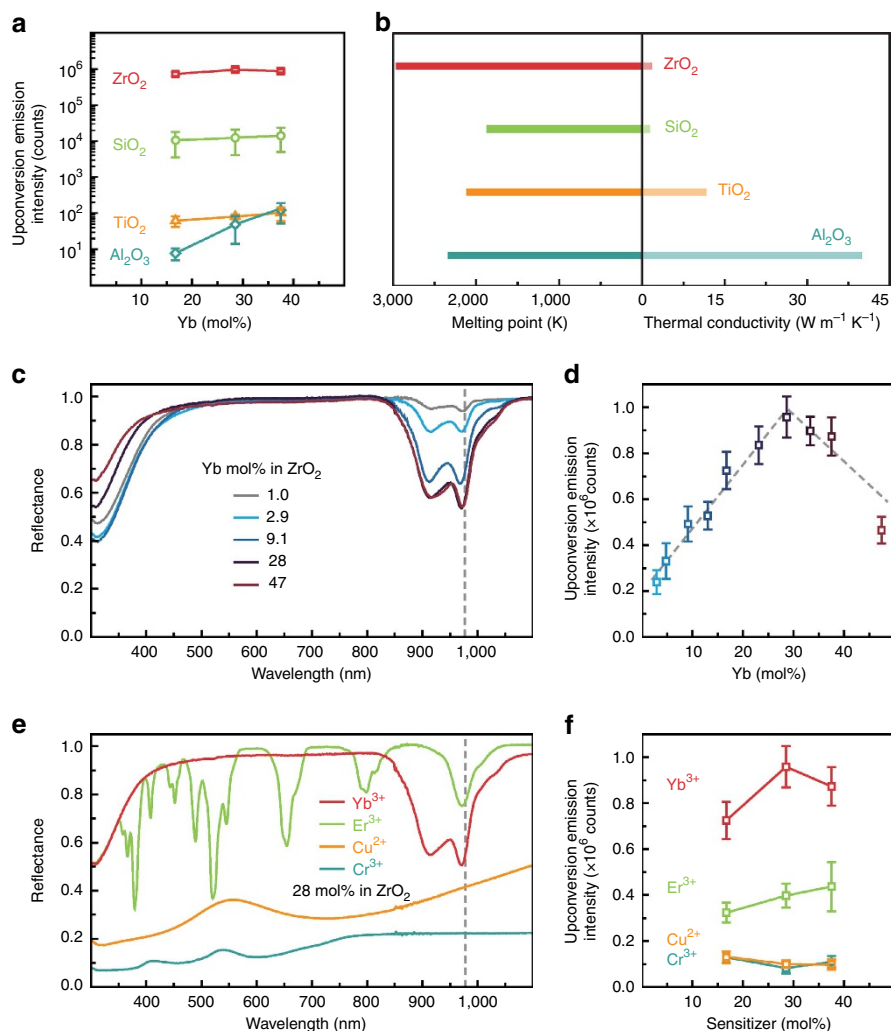 a
Upconversion emission
intensity (counts)
10⁶
10⁵
10⁴
10³
10²
10¹
ZrO₂
SiO₂
TiO₂
Al₂O₃
10 20 30 40
Yb (mol%)
b
ZrO₂
SiO₂
TiO₂
Al₂O₃
3,000 2,000 1,000 0 15 30 45
Melting point (K) Thermal conductivity (W m⁻¹ K⁻¹)
c
Reflectance
1.0
0.8
0.6
0.4
0.2
0.0
Yb mol% in ZrO₂
1.0
2.9
9.1
28
47
400 500 600 700 800 900 1,000
Wavelength (nm)
d
Upconversion emission
intensity (×10⁶counts)
1.0
0.8
0.6
0.4
0.2
0.0
10 20 30 40
Yb (mol%)
e
Reflectance
1.0
0.8
0.6
0.4
0.2
0.0
Yb³⁺
Er³⁺
Cu²⁺
Cr³⁺
28 mol% in ZrO₂
400 500 600 700 800 900 1,000
Wavelength (nm)
f
Upconversion emission
intensity (×10⁶ counts)
1.0
0.8
0.6
0.4
0.2
0.0
Yb³⁺
Er³⁺
Cu²⁺
Cr³⁺
10 20 30 40
Sensitizer (mol%)